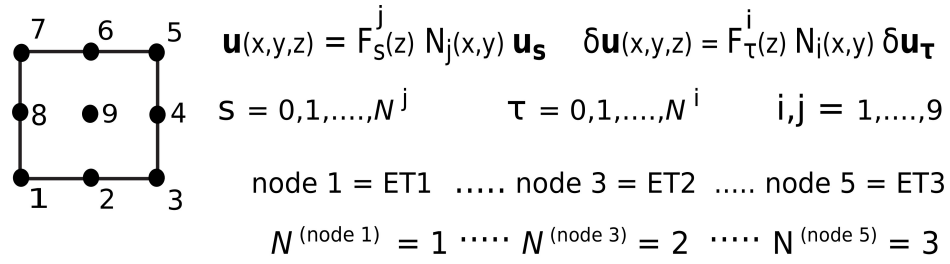 7 6 5
u(x,y,z) = F_s^j(z) N_j(x,y) u_s δu(x,y,z) = F_τ^i(z) N_i(x,y) δu_τ
8 9 4
s = 0,1,....,N^j τ = 0,1,....,N^i i,j = 1,....,9
1 2 3
node 1 = ET1 ..... node 3 = ET2 ..... node 5 = ET3
N^(node 1) = 1 ..... N^(node 3) = 2 ..... N^(node 5) = 3